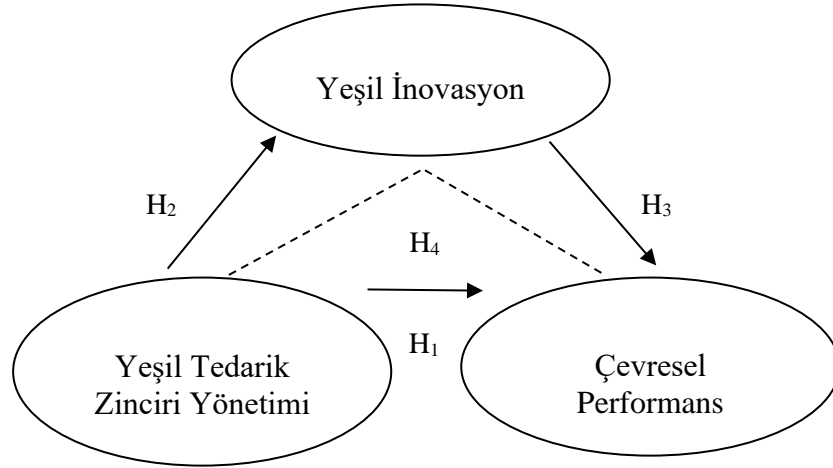 Yeşil İnovasyon
H₂
H₃
H₄
H₁
Yeşil Tedarik
Zinciri Yönetimi
Çevresel
Performans